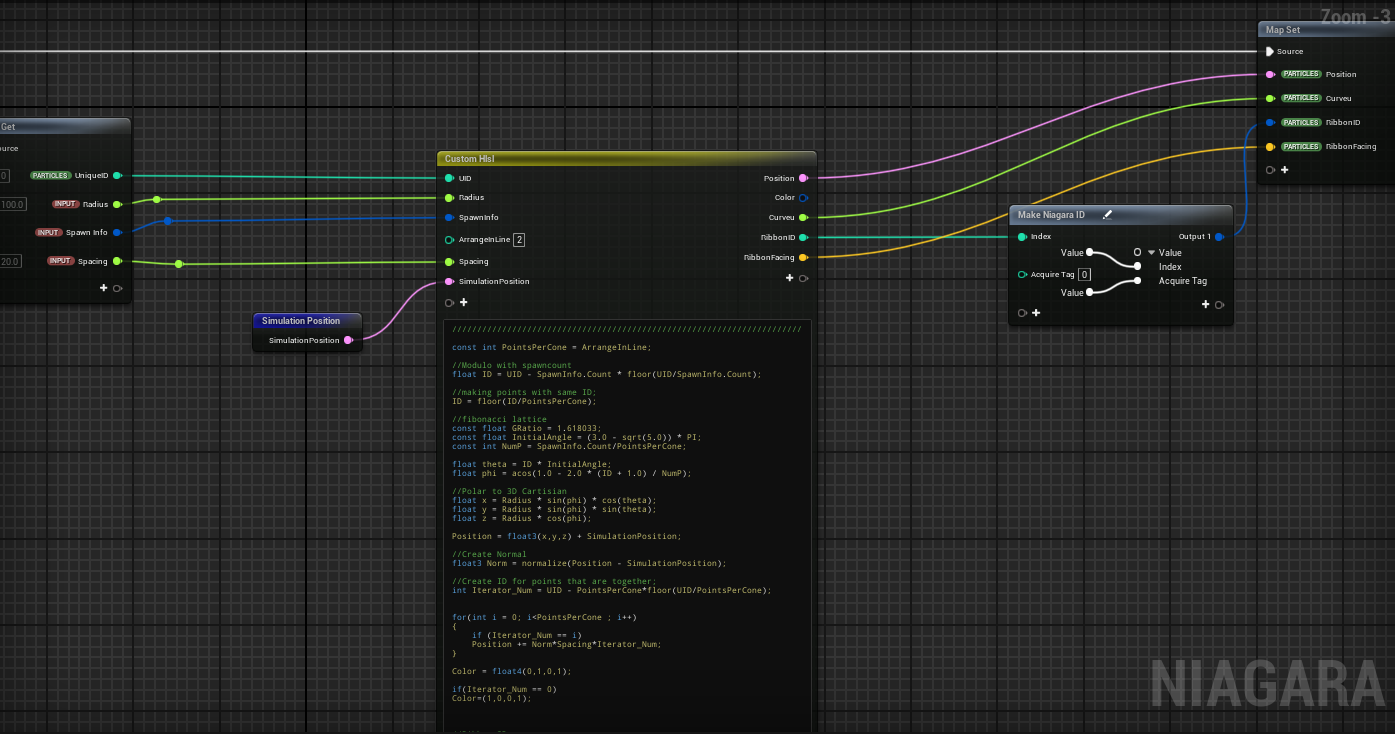 Zoom -3
Map Set
Source
PARTICLES Position
PARTICLES Curveu
PARTICLES RibbonID
PARTICLES RibbonFacing
Get
ource
0 PARTICLES UniqueID
100.0 INPUT Radius
INPUT Spawn Info
20.0 INPUT Spacing
Simulation Position
SimulationPosition
Custom Hlsl
UID Position
Radius Color
SpawnInfo Curveu
ArrangeInLine 2 RibbonID
Spacing RibbonFacing
SimulationPosition
//////////////////////////////////////////////////////////////////////
const int PointsPerCone = ArrangeInLine;
//Modulo with spawncount
float ID = UID - SpawnInfo.Count * floor(UID/SpawnInfo.Count);
//making points with same ID;
ID = floor(ID/PointsPerCone);
//fibonacci lattice
const float GRatio = 1.618033;
const float InitialAngle = (3.0 - sqrt(5.0)) * PI;
const int NumP = SpawnInfo.Count/PointsPerCone;
float theta = ID * InitialAngle;
float phi = acos(1.0 - 2.0 * (ID + 1.0) / NumP);
//Polar to 3D Cartisian
float x = Radius * sin(phi) * cos(theta);
float y = Radius * sin(phi) * sin(theta);
float z = Radius * cos(phi);
Position = float3(x,y,z) + SimulationPosition;
//Create Normal
float3 Norm = normalize(Position - SimulationPosition);
//Create ID for points that are together;
int Iterator_Num = UID - PointsPerCone*floor(UID/PointsPerCone);
for(int i = 0; i<PointsPerCone ; i++)
{
if (Iterator_Num == i)
Position += Norm*Spacing*Iterator_Num;
}
Color = float4(0,1,0,1);
if(Iterator_Num == 0)
Color=(1,0,0,1);
Make Niagara ID
Index Output 1
Value Value
Index
Acquire Tag 0 Acquire Tag
Value
NIAGARA